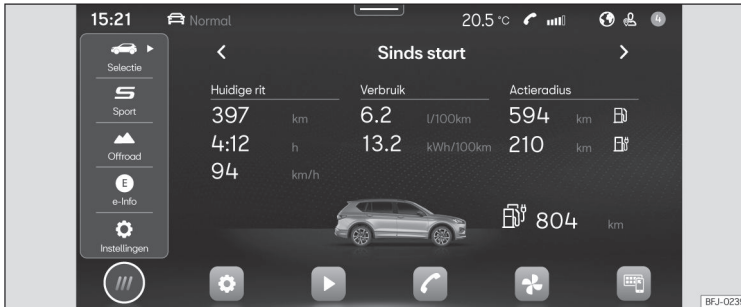 15:21 Normal 20.5 °C 4
Selectie
Sport
Offroad
E
e-Info
Instellingen
Sinds start
Huidige rit Verbruik Actieradius
397 km 6.2 l/100km 594 km
4:12 h 13.2 kWh/100km 210 km
94 km/h
804 km
BFJ-0239